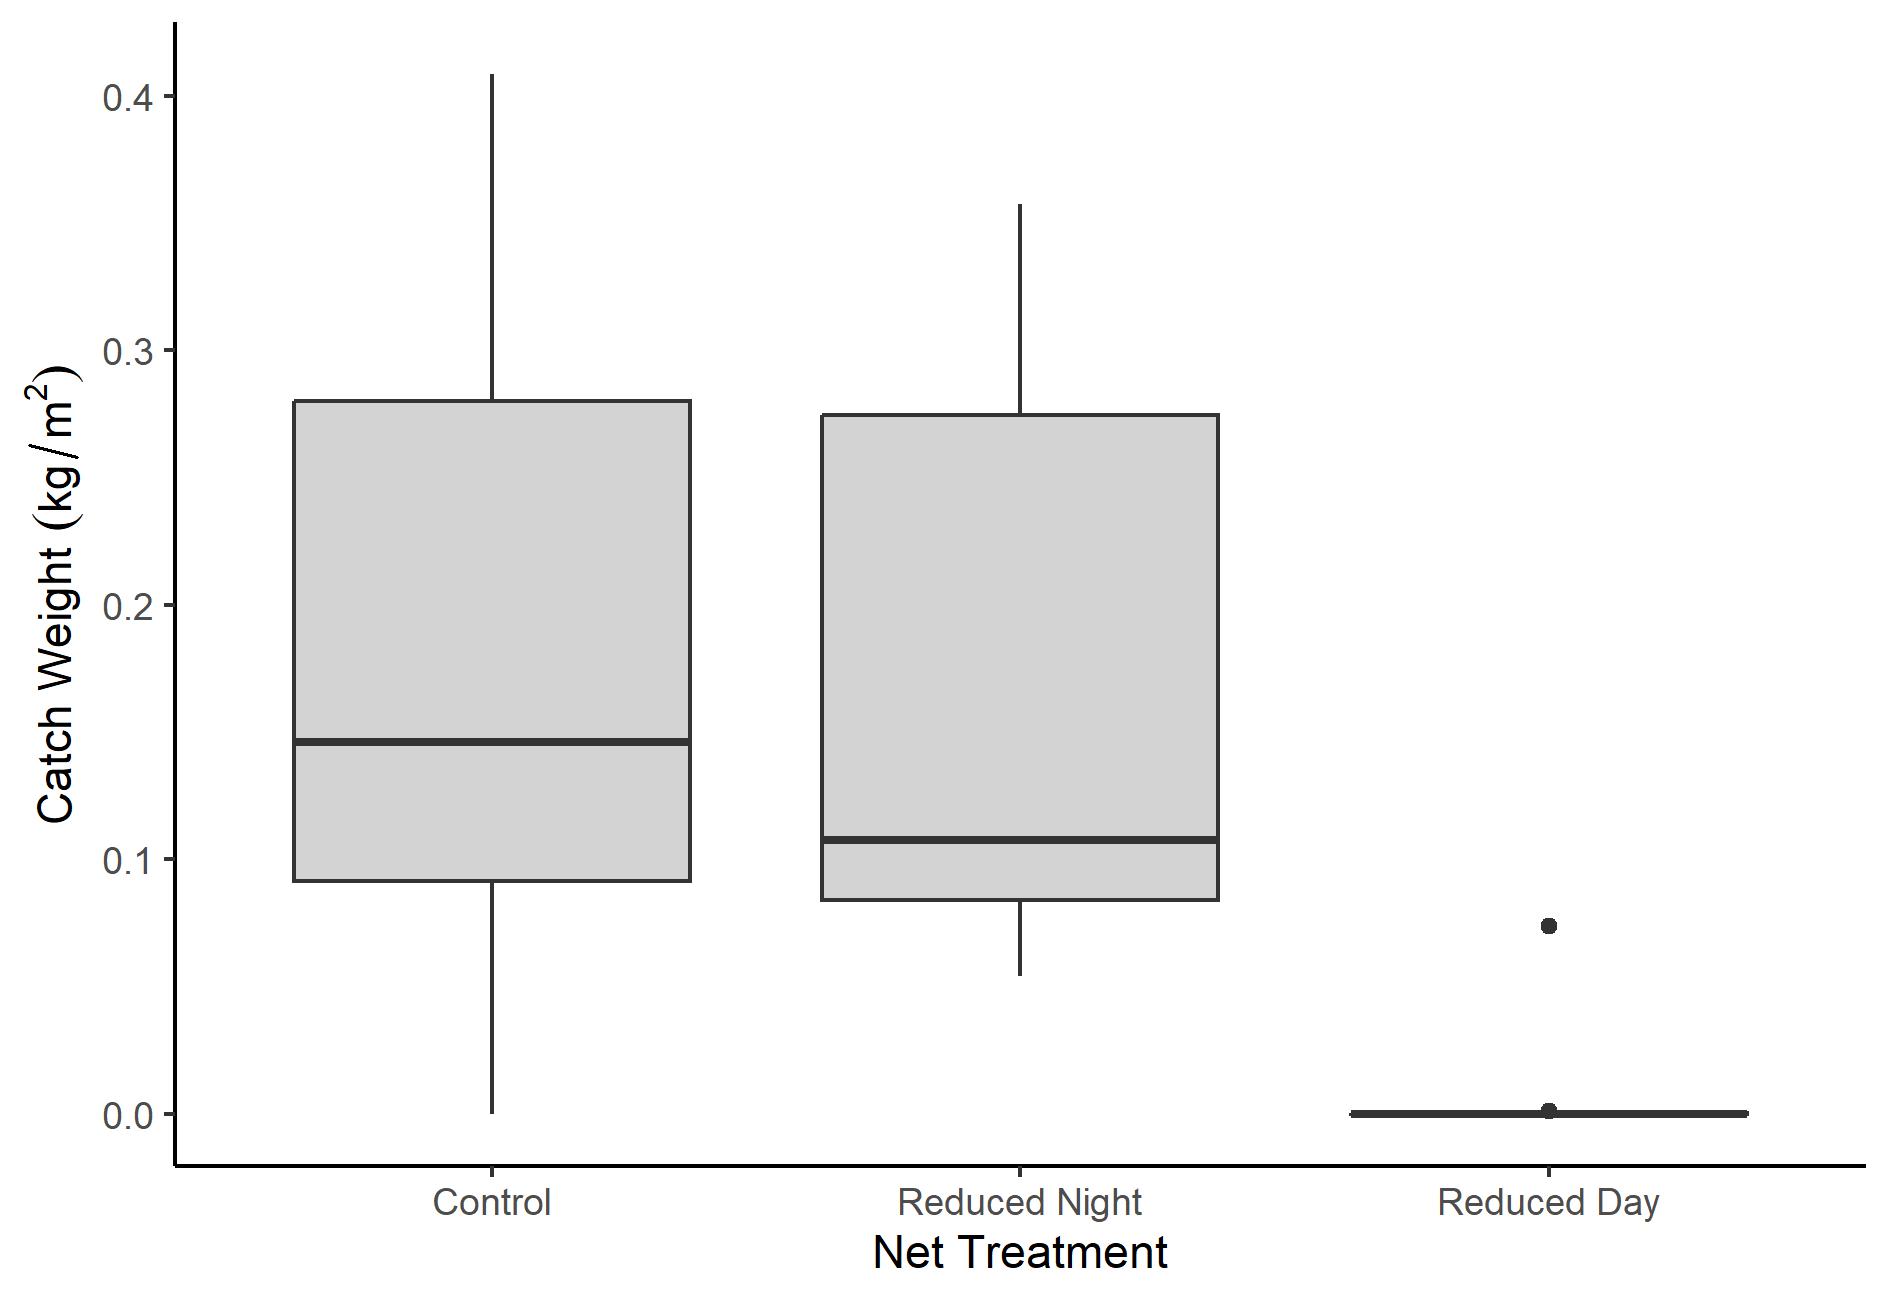 Catch Weight (kg/m²)
0.4
0.3
0.2
0.1
0.0
Control
Reduced Night
Reduced Day
Net Treatment